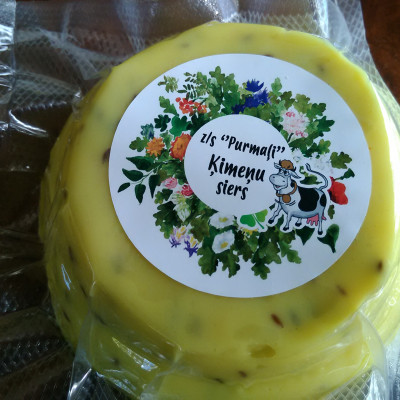 z/s "Purmaļi"
Ķimeņu
siers